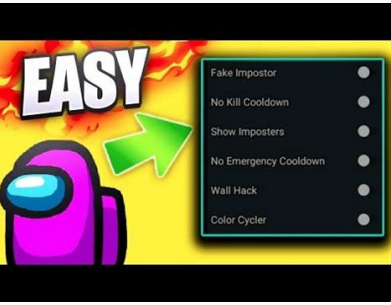 EASY
Fake Impostor
No Kill Cooldown
Show Imposters
No Emergency Cooldown
Wall Hack
Color Cycler